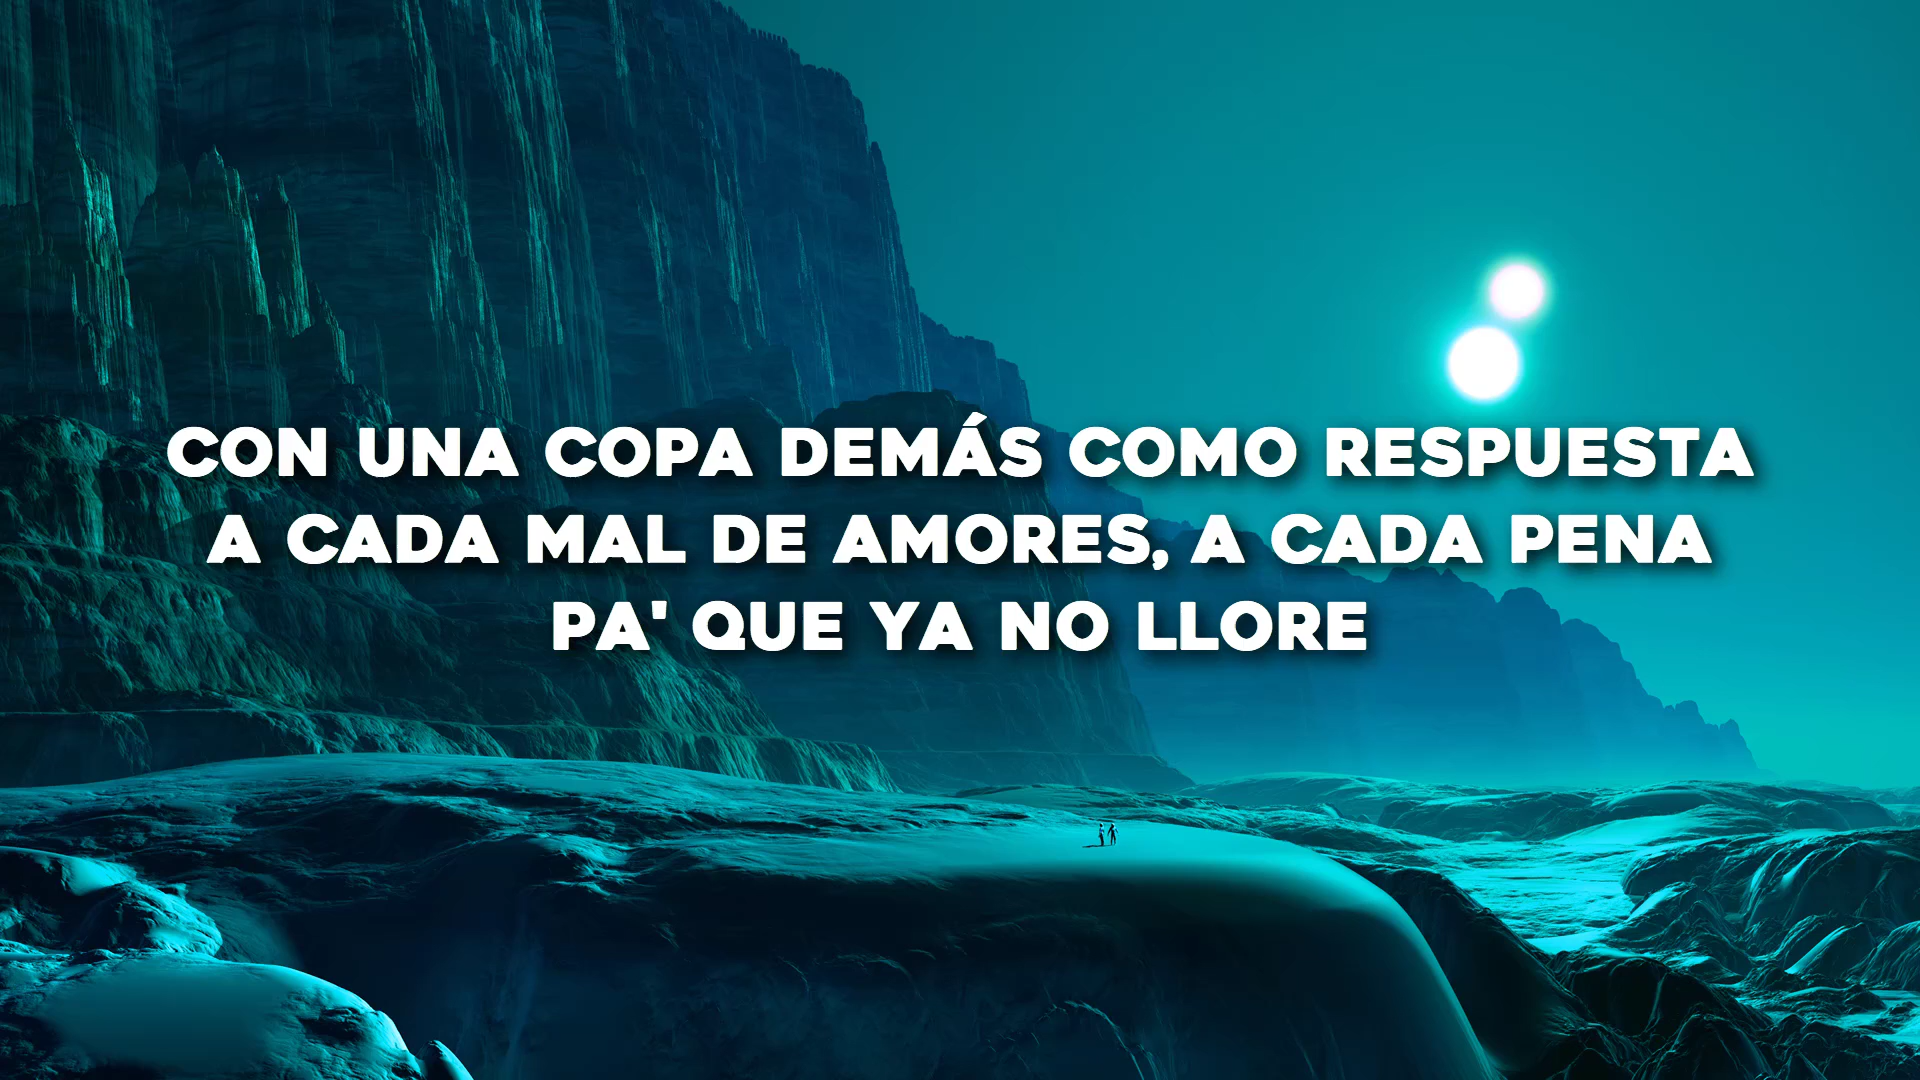 CON UNA COPA DEMÁS COMO RESPUESTA
A CADA MAL DE AMORES, A CADA PENA
PA' QUE YA NO LLORE